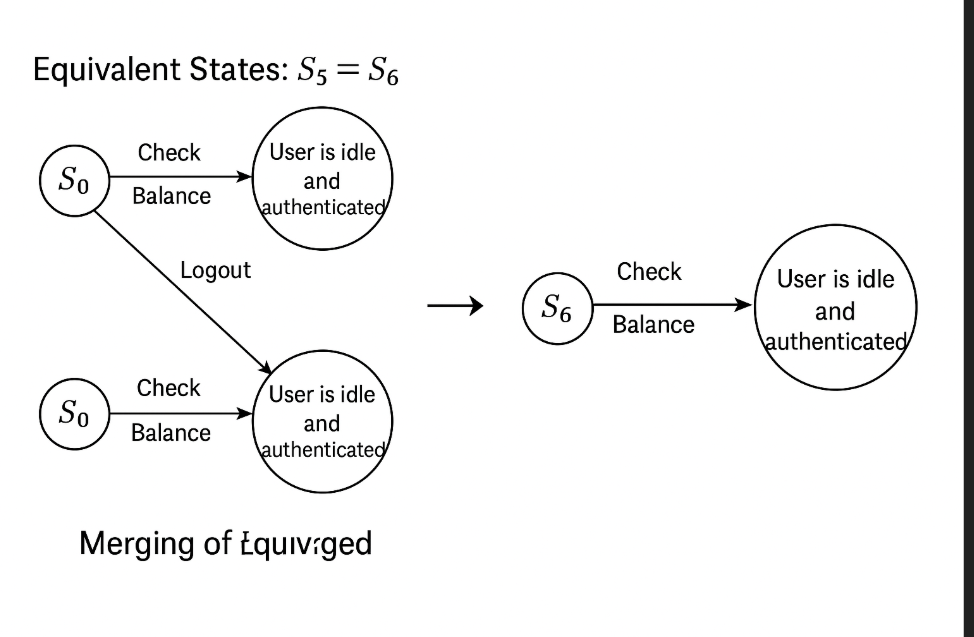 Equivalent States: S₅ = S₆
S₀
Check
Balance
User is idle
and
authenticated
Logout
S₀
Check
Balance
User is idle
and
authenticated
S₆
Check
Balance
User is idle
and
authenticated
Merging of